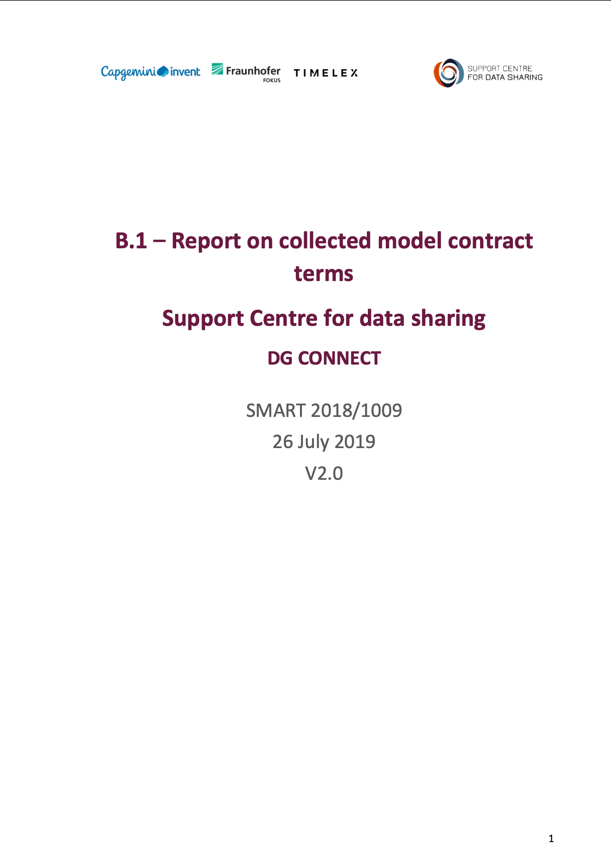 Capgemini invent Fraunhofer TIMELEX SUPPORT CENTRE
FOKUS FOR DATA SHARING
B.1 – Report on collected model contract
terms
Support Centre for data sharing
DG CONNECT
SMART 2018/1009
26 July 2019
V2.0
1